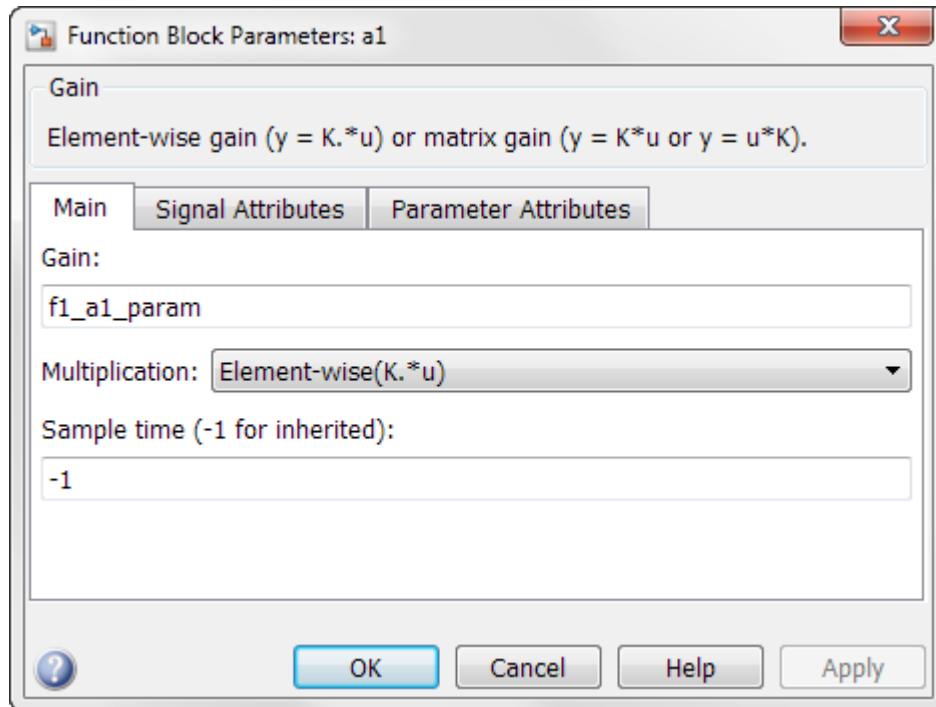 Function Block Parameters: a1
Gain
Element-wise gain (y = K.*u) or matrix gain (y = K*u or y = u*K).
Main Signal Attributes Parameter Attributes
Gain:
f1_a1_param
Multiplication: Element-wise(K.*u)
Sample time (-1 for inherited):
-1
? OK Cancel Help Apply